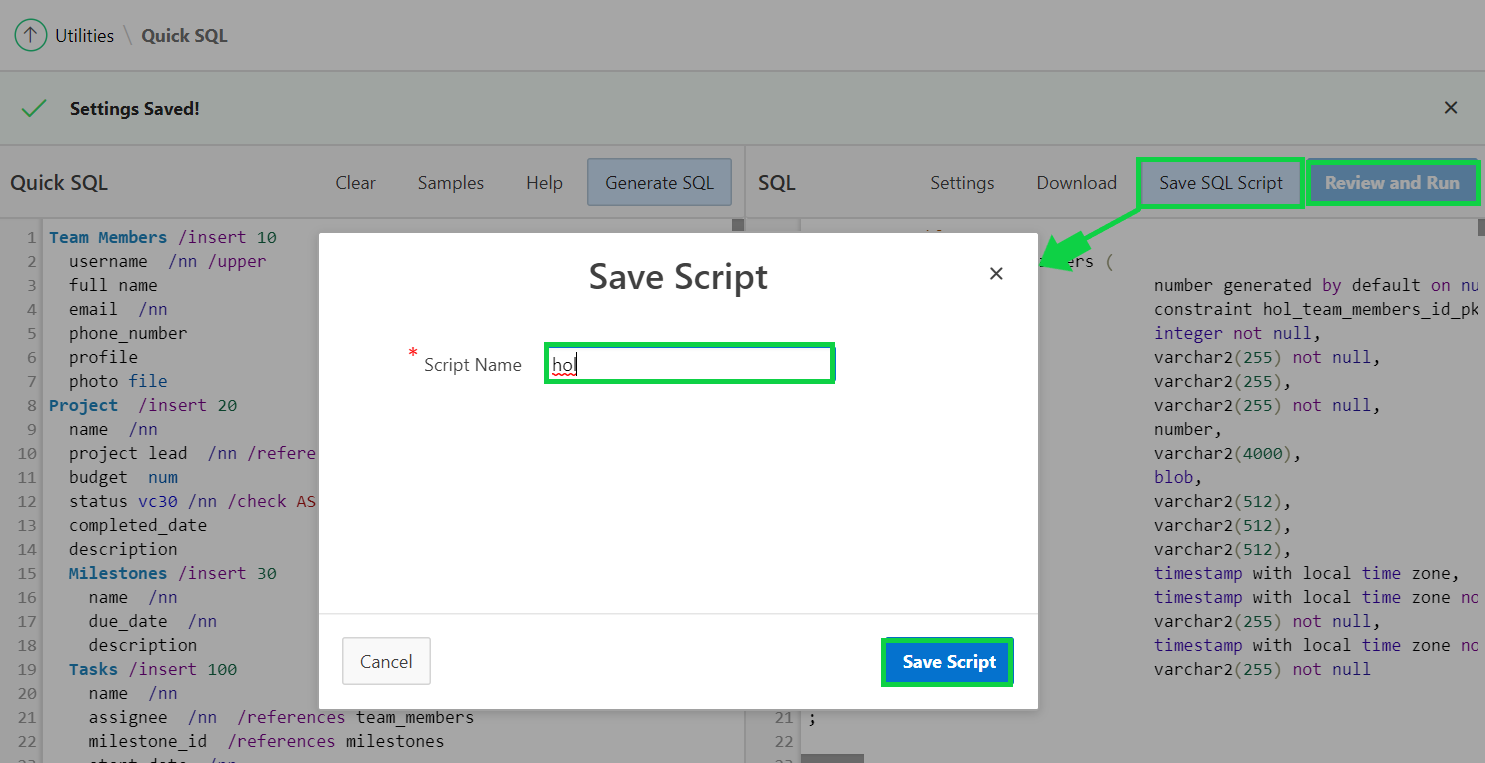 Utilities \ Quick SQL
Settings Saved!
Quick SQL Clear Samples Help Generate SQL
SQL Settings Download Save SQL Script Review and Run
1 Team Members /insert 10
2 username /nn /upper
3 full name
4 email /nn
5 phone_number
6 profile
7 photo file
8 Project /insert 20
9 name /nn
10 project lead /nn /refere
11 budget num
12 status vc30 /nn /check AS
13 completed_date
14 description
15 Milestones /insert 30
16 name /nn
17 due_date /nn
18 description
19 Tasks /insert 100
20 name /nn
21 assignee /nn /references team_members
22 milestone_id /references milestones
Save Script
* Script Name hol
Cancel Save Script
ers (
number generated by default on nu
constraint hol_team_members_id_pk
integer not null,
varchar2(255) not null,
varchar2(255),
varchar2(255) not null,
number,
varchar2(4000),
blob,
varchar2(512),
varchar2(512),
varchar2(512),
timestamp with local time zone,
timestamp with local time zone no
varchar2(255) not null,
timestamp with local time zone no
varchar2(255) not null
21 ;
22